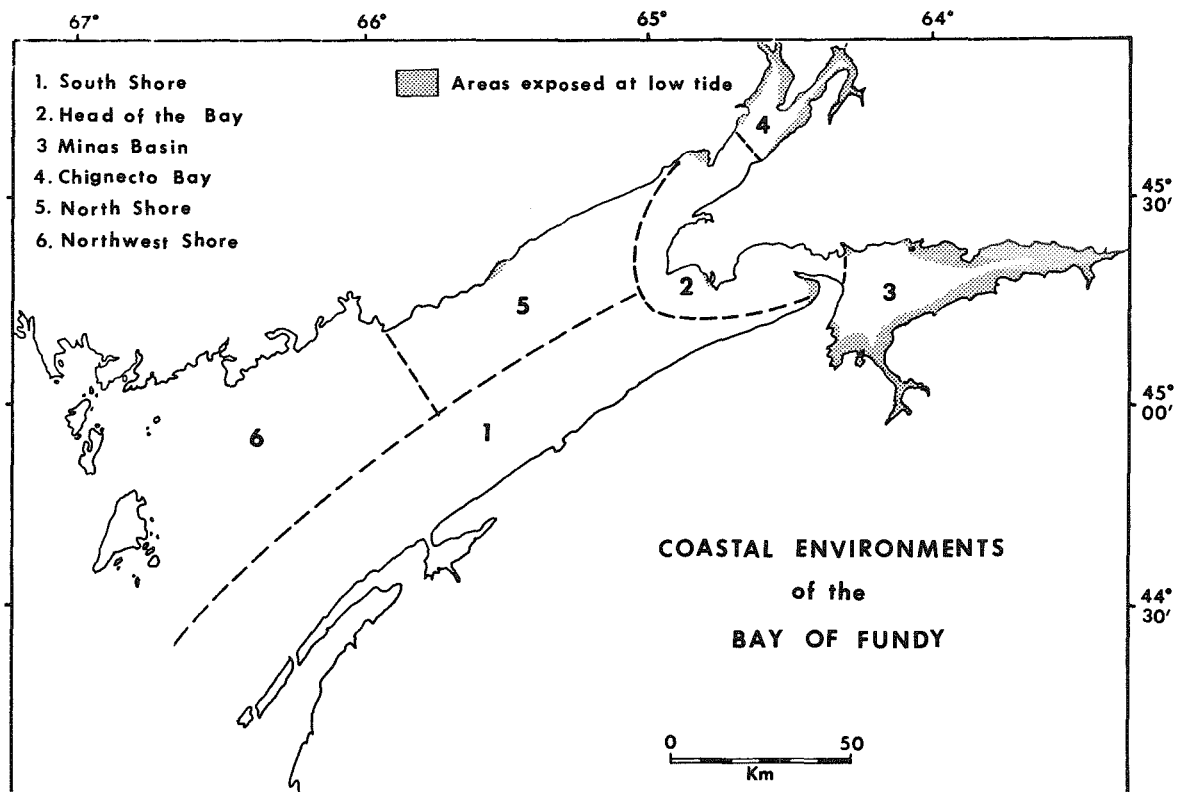 67° 66° 65° 64°
1. South Shore
2. Head of the Bay
3 Minas Basin
4. Chignecto Bay
5. North Shore
6. Northwest Shore
Areas exposed at low tide
4
45°
30'
5
2
3
45°
00'
6
1
COASTAL ENVIRONMENTS
of the
BAY OF FUNDY
44°
30'
0 50
Km